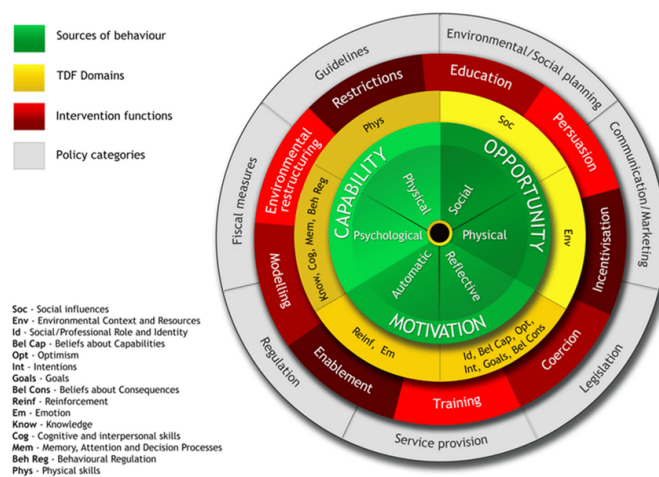 Sources of behaviour
TDF Domains
Intervention functions
Policy categories
Guidelines
Environmental/Social planning
Communication/Marketing
Legislation
Service provision
Regulation
Fiscal measures
Restrictions
Education
Persuasion
Incentivisation
Coercion
Training
Enablement
Modelling
Environmental
restructuring
Phys
Soc
Env
Id, Bel Cap, Opt,
Int, Goals, Bel Cons
Reinf, Em
Know, Cog, Mem, Beh Reg
CAPABILITY
OPPORTUNITY
MOTIVATION
Physical
Social
Psychological
Physical
Automatic
Reflective
Soc - Social influences
Env - Environmental Context and Resources
Id - Social/Professional Role and Identity
Bel Cap - Beliefs about Capabilities
Opt - Optimism
Int - Intentions
Goals - Goals
Bel Cons - Beliefs about Consequences
Reinf - Reinforcement
Em - Emotion
Know - Knowledge
Cog - Cognitive and interpersonal skills
Mem - Memory, Attention and Decision Processes
Beh Reg - Behavioural Regulation
Phys - Physical skills